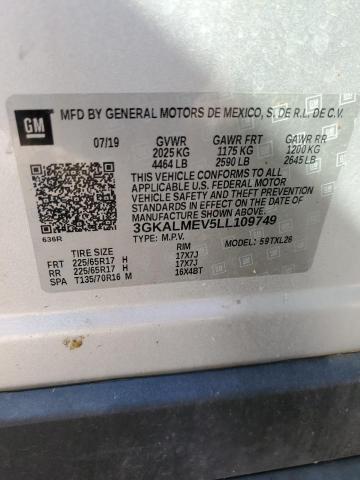 GM MFD BY GENERAL MOTORS DE MEXICO, S. DE R.L. DE C.V.
07/19 GVWR GAWR FRT GAWR RR
2025 KG 1175 KG 1200 KG
4464 LB 2590 LB 2645 LB
THIS VEHICLE CONFORMS TO ALL APPLICABLE
U.S. FEDERAL MOTOR VEHICLE SAFETY AND THEFT PREVENTION
STANDARDS IN EFFECT ON THE DATE OF
MANUFACTURE SHOWN ABOVE.
3GKALMEV5LL109749
636R TYPE: M.P.V. MODEL: 59TXL26
TIRE SIZE RIM
FRT 225/65R17 H 17X7J
RR 225/65R17 H 17X7J
SPA T135/70R16 M 16X4BT